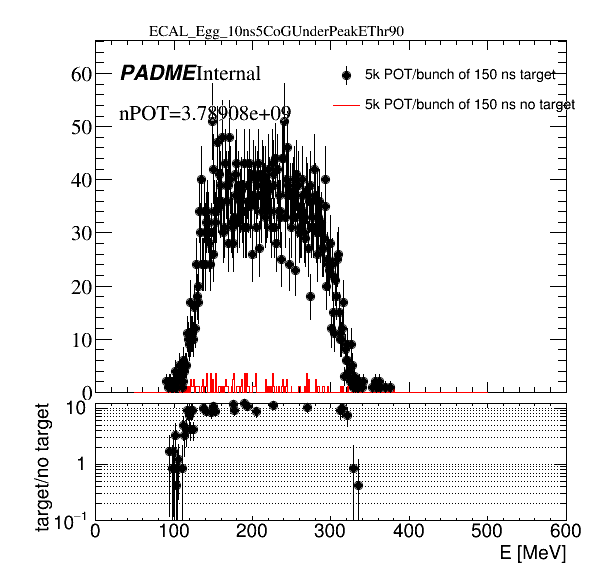 ECAL_Egg_10ns5CoGUnderPeakEThr90
PADME Internal
5k POT/bunch of 150 ns target
5k POT/bunch of 150 ns no target
nPOT=3.78908e+09
60
50
40
30
20
10
0
target/no target
10
1
10⁻¹
0 100 200 300 400 500 600
E [MeV]